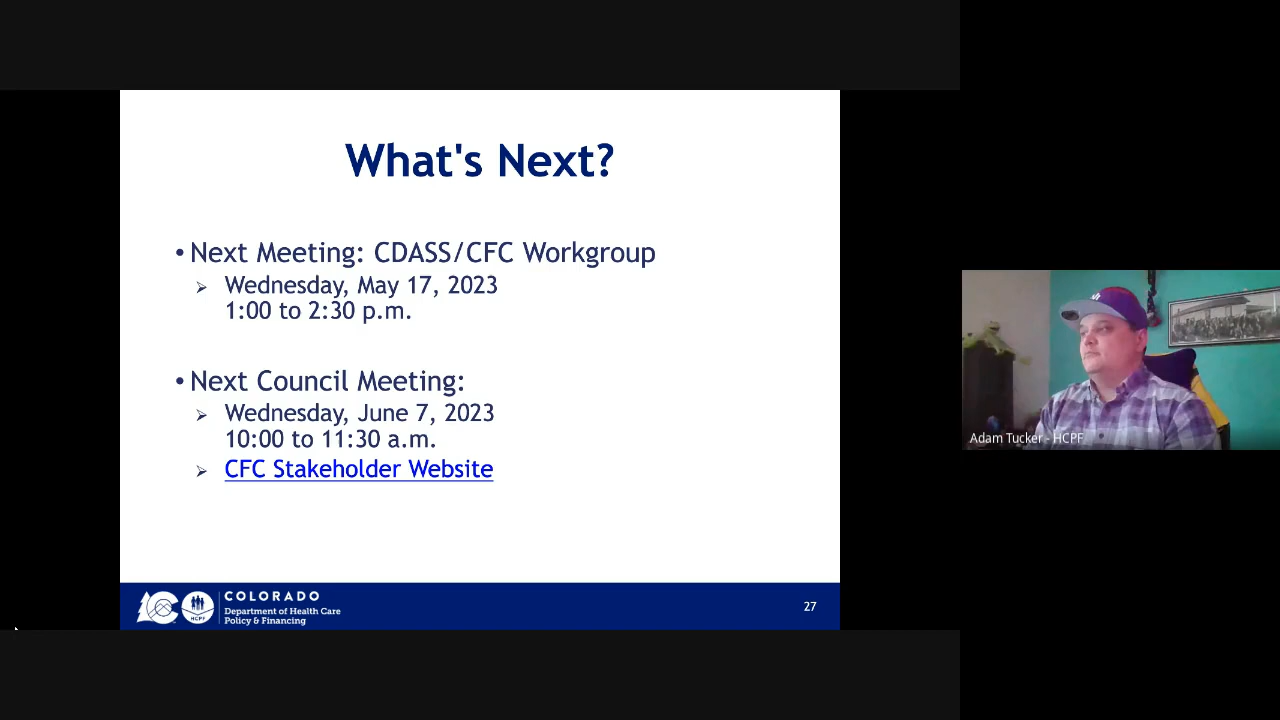 What's Next?
• Next Meeting: CDASS/CFC Workgroup
➢ Wednesday, May 17, 2023
1:00 to 2:30 p.m.
• Next Council Meeting:
➢ Wednesday, June 7, 2023
10:00 to 11:30 a.m.
➢ CFC Stakeholder Website
HCPF
COLORADO
Department of Health Care
Policy & Financing
27
Adam Tucker - HCPF